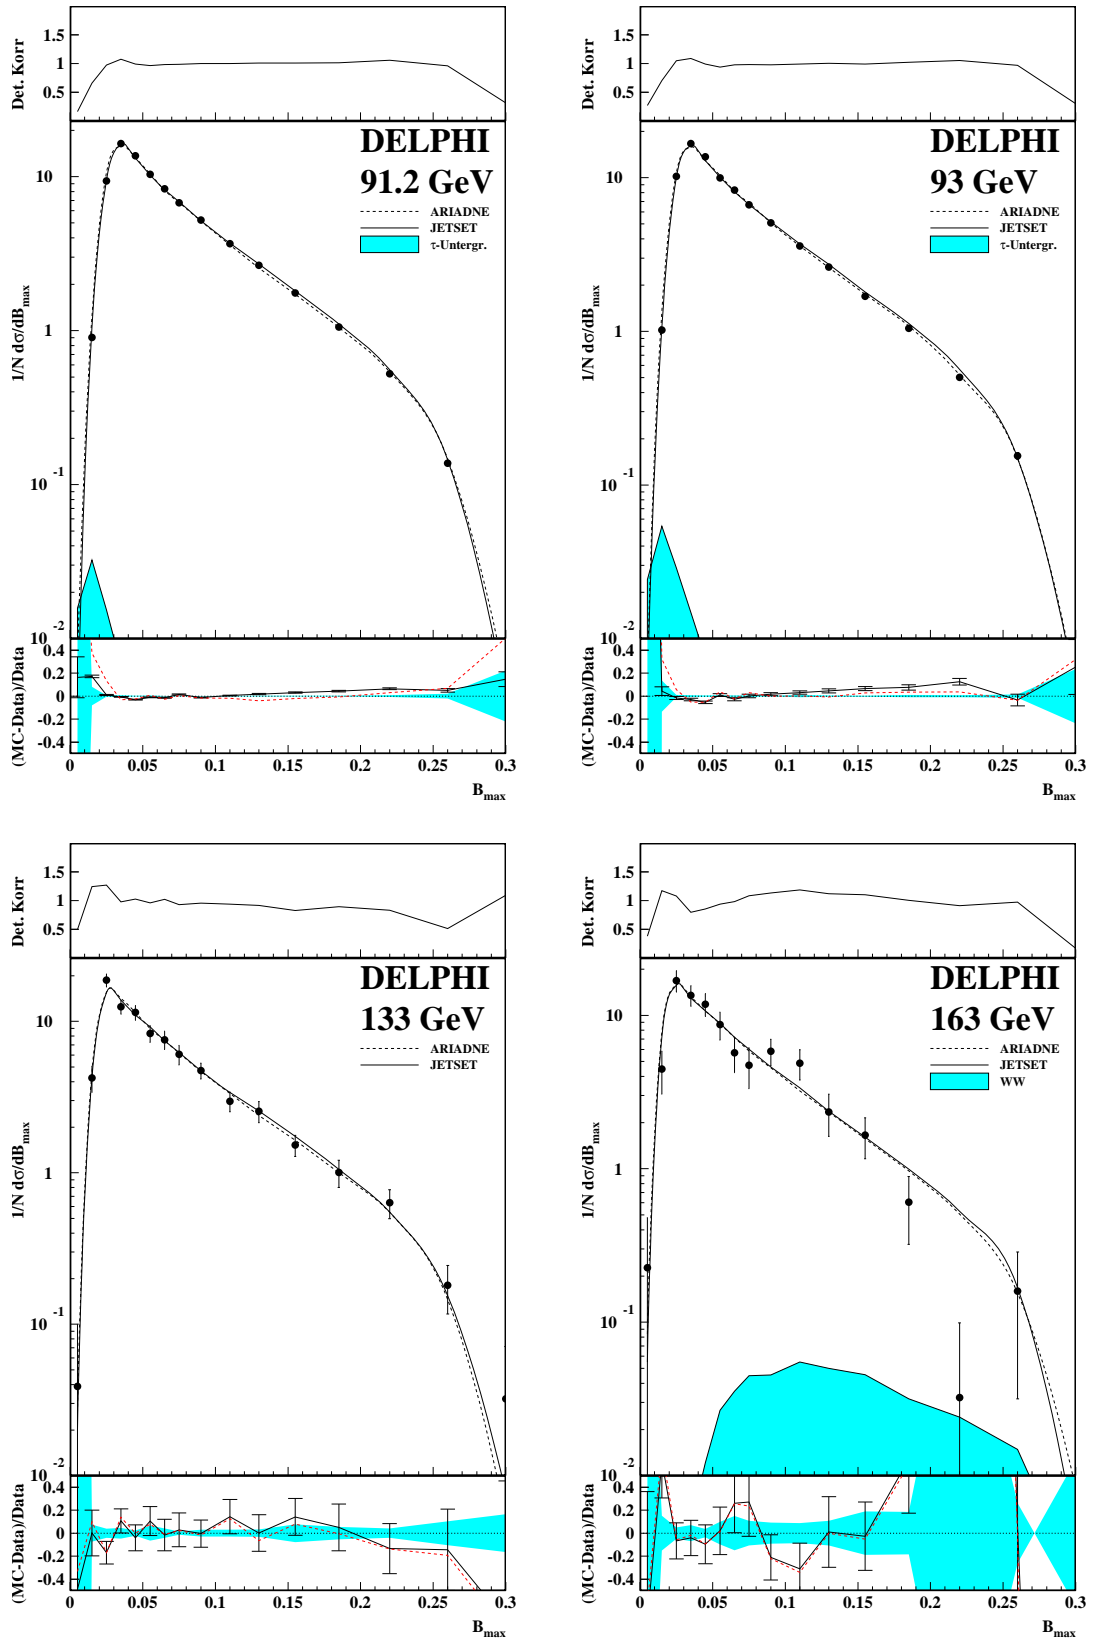 Det. Korr
1.5
1
0.5
DELPHI
91.2 GeV
ARIADNE
JETSET
τ-Untergr.
1/N dσ/dB_max
10
1
10^-1
10^-2
(MC-Data)/Data
0.4
0.2
0
-0.2
-0.4
0 0.05 0.1 0.15 0.2 0.25 0.3
B_max
Det. Korr
1.5
1
0.5
DELPHI
93 GeV
ARIADNE
JETSET
τ-Untergr.
1/N dσ/dB_max
10
1
10^-1
10^-2
(MC-Data)/Data
0.4
0.2
0
-0.2
-0.4
0 0.05 0.1 0.15 0.2 0.25 0.3
B_max
Det. Korr
1.5
1
0.5
DELPHI
133 GeV
ARIADNE
JETSET
1/N dσ/dB_max
10
1
10^-1
10^-2
(MC-Data)/Data
0.4
0.2
0
-0.2
-0.4
0 0.05 0.1 0.15 0.2 0.25 0.3
B_max
Det. Korr
1.5
1
0.5
DELPHI
163 GeV
ARIADNE
JETSET
WW
1/N dσ/dB_max
10
1
10^-1
10^-2
(MC-Data)/Data
0.4
0.2
0
-0.2
-0.4
0 0.05 0.1 0.15 0.2 0.25 0.3
B_max